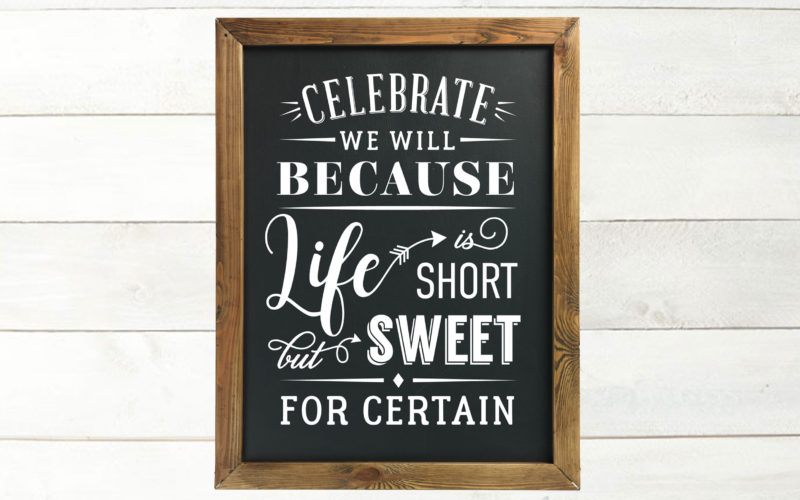 CELEBRATE
WE WILL
BECAUSE
Life is
SHORT
but SWEET
FOR CERTAIN